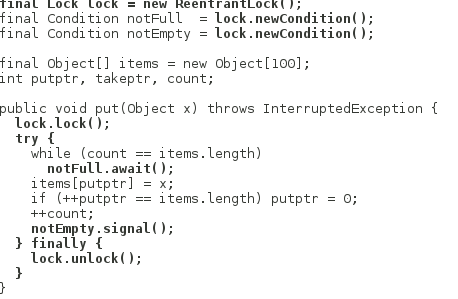 final Lock lock = new ReentrantLock();
final Condition notFull  = lock.newCondition();
final Condition notEmpty = lock.newCondition();

final Object[] items = new Object[100];
int putptr, takeptr, count;

public void put(Object x) throws InterruptedException {
  lock.lock();
  try {
    while (count == items.length)
      notFull.await();
    items[putptr] = x;
    if (++putptr == items.length) putptr = 0;
    ++count;
    notEmpty.signal();
  } finally {
    lock.unlock();
  }
}